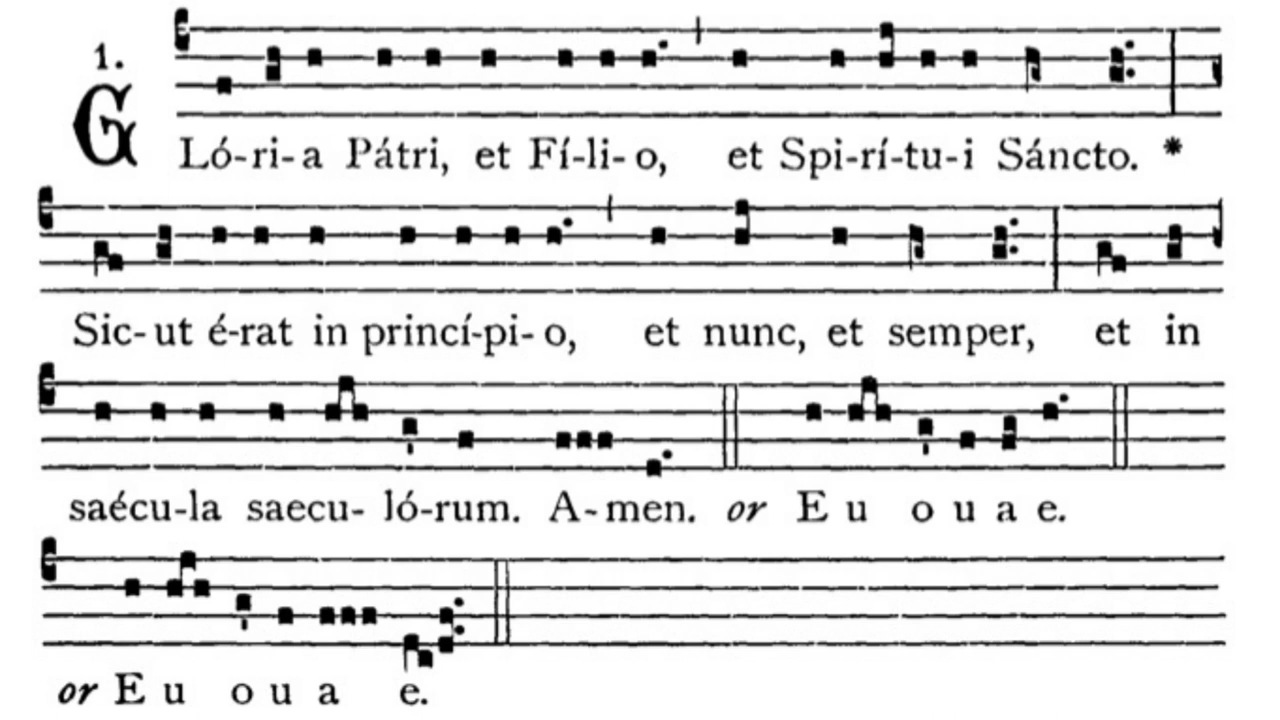 1.
GLó-ri-a Pátri, et Fí-li-o, et Spi-rí-tu-i Sáncto. *
Sic-ut é-rat in princí-pi-o, et nunc, et semper, et in
saécu-la saecu-ló-rum. A-men. or E u o u a e.
or E u o u a e.